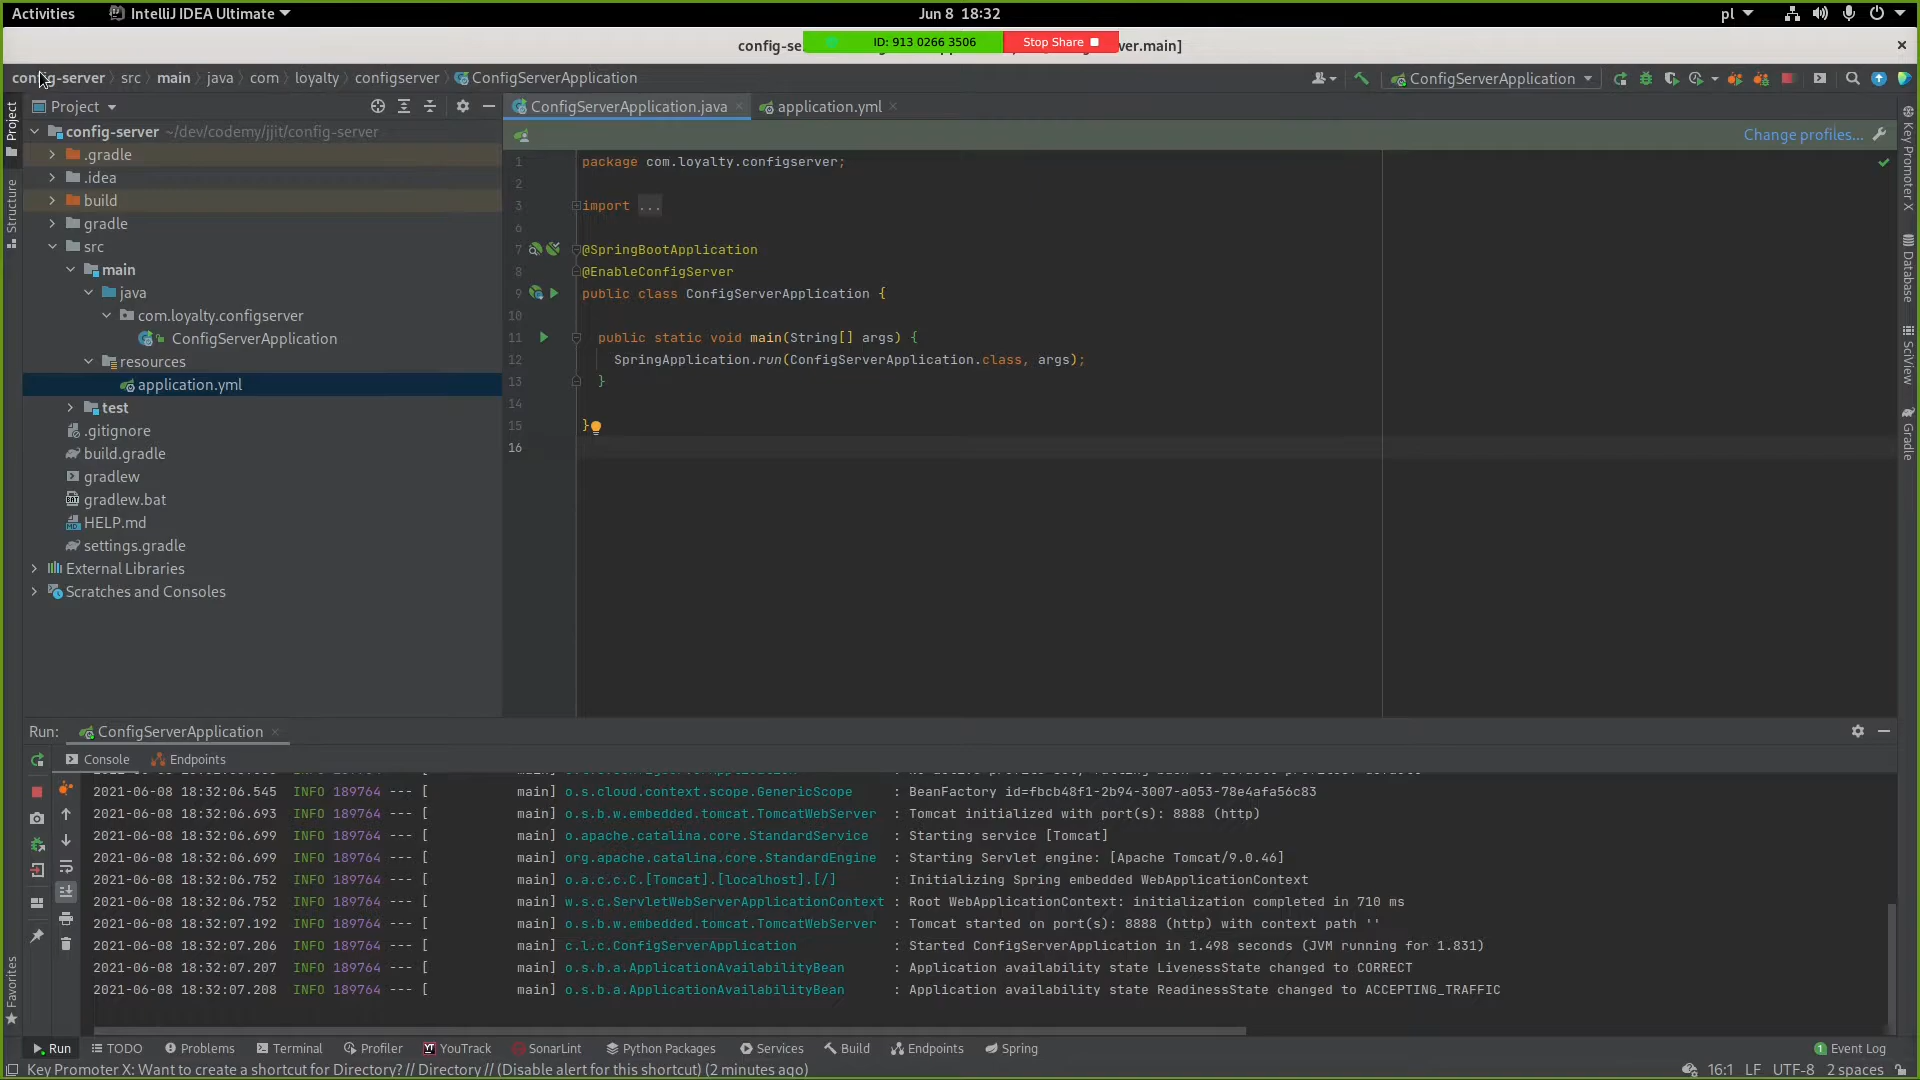 Activities IntelliJ IDEA Ultimate Jun 8 18:32 pl
config-se ver.main]
ID: 913 0266 3506 Stop Share
config-server src main java com loyalty configserver ConfigServerApplication ConfigServerApplication
Project ConfigServerApplication.java application.yml
config-server ~/dev/codemy/jjit/config-server
Change profiles...
.gradle
.idea
build
gradle
src
main
java
com.loyalty.configserver
ConfigServerApplication
resources
application.yml
test
.gitignore
build.gradle
gradlew
gradlew.bat
HELP.md
settings.gradle
External Libraries
Scratches and Consoles
1 package com.loyalty.configserver;
2
3 import ...
6
7 @SpringBootApplication
8 @EnableConfigServer
9 public class ConfigServerApplication {
10
11 public static void main(String[] args) {
12 SpringApplication.run(ConfigServerApplication.class, args);
13 }
14
15 }
16
Project
Structure
Favorites
Key Promoter X
Database
SciView
Gradle
Run: ConfigServerApplication
Console Endpoints
2021-06-08 18:32:06.545 INFO 189764 --- [ main] o.s.cloud.context.scope.GenericScope : BeanFactory id=fbcb48f1-2b94-3007-a053-78e4afa56c83
2021-06-08 18:32:06.693 INFO 189764 --- [ main] o.s.b.w.embedded.tomcat.TomcatWebServer : Tomcat initialized with port(s): 8888 (http)
2021-06-08 18:32:06.699 INFO 189764 --- [ main] o.apache.catalina.core.StandardService : Starting service [Tomcat]
2021-06-08 18:32:06.699 INFO 189764 --- [ main] org.apache.catalina.core.StandardEngine : Starting Servlet engine: [Apache Tomcat/9.0.46]
2021-06-08 18:32:06.752 INFO 189764 --- [ main] o.a.c.c.C.[Tomcat].[localhost].[/] : Initializing Spring embedded WebApplicationContext
2021-06-08 18:32:06.752 INFO 189764 --- [ main] w.s.c.ServletWebServerApplicationContext : Root WebApplicationContext: initialization completed in 710 ms
2021-06-08 18:32:07.192 INFO 189764 --- [ main] o.s.b.w.embedded.tomcat.TomcatWebServer : Tomcat started on port(s): 8888 (http) with context path ''
2021-06-08 18:32:07.206 INFO 189764 --- [ main] c.l.c.ConfigServerApplication : Started ConfigServerApplication in 1.498 seconds (JVM running for 1.831)
2021-06-08 18:32:07.207 INFO 189764 --- [ main] o.s.b.a.ApplicationAvailabilityBean : Application availability state LivenessState changed to CORRECT
2021-06-08 18:32:07.208 INFO 189764 --- [ main] o.s.b.a.ApplicationAvailabilityBean : Application availability state ReadinessState changed to ACCEPTING_TRAFFIC
Run TODO Problems Terminal Profiler YouTrack SonarLint Python Packages Services Build Endpoints Spring 1 Event Log
Key Promoter X: Want to create a shortcut for Directory? // Directory // (Disable alert for this shortcut) (2 minutes ago) 16:1 LF UTF-8 2 spaces